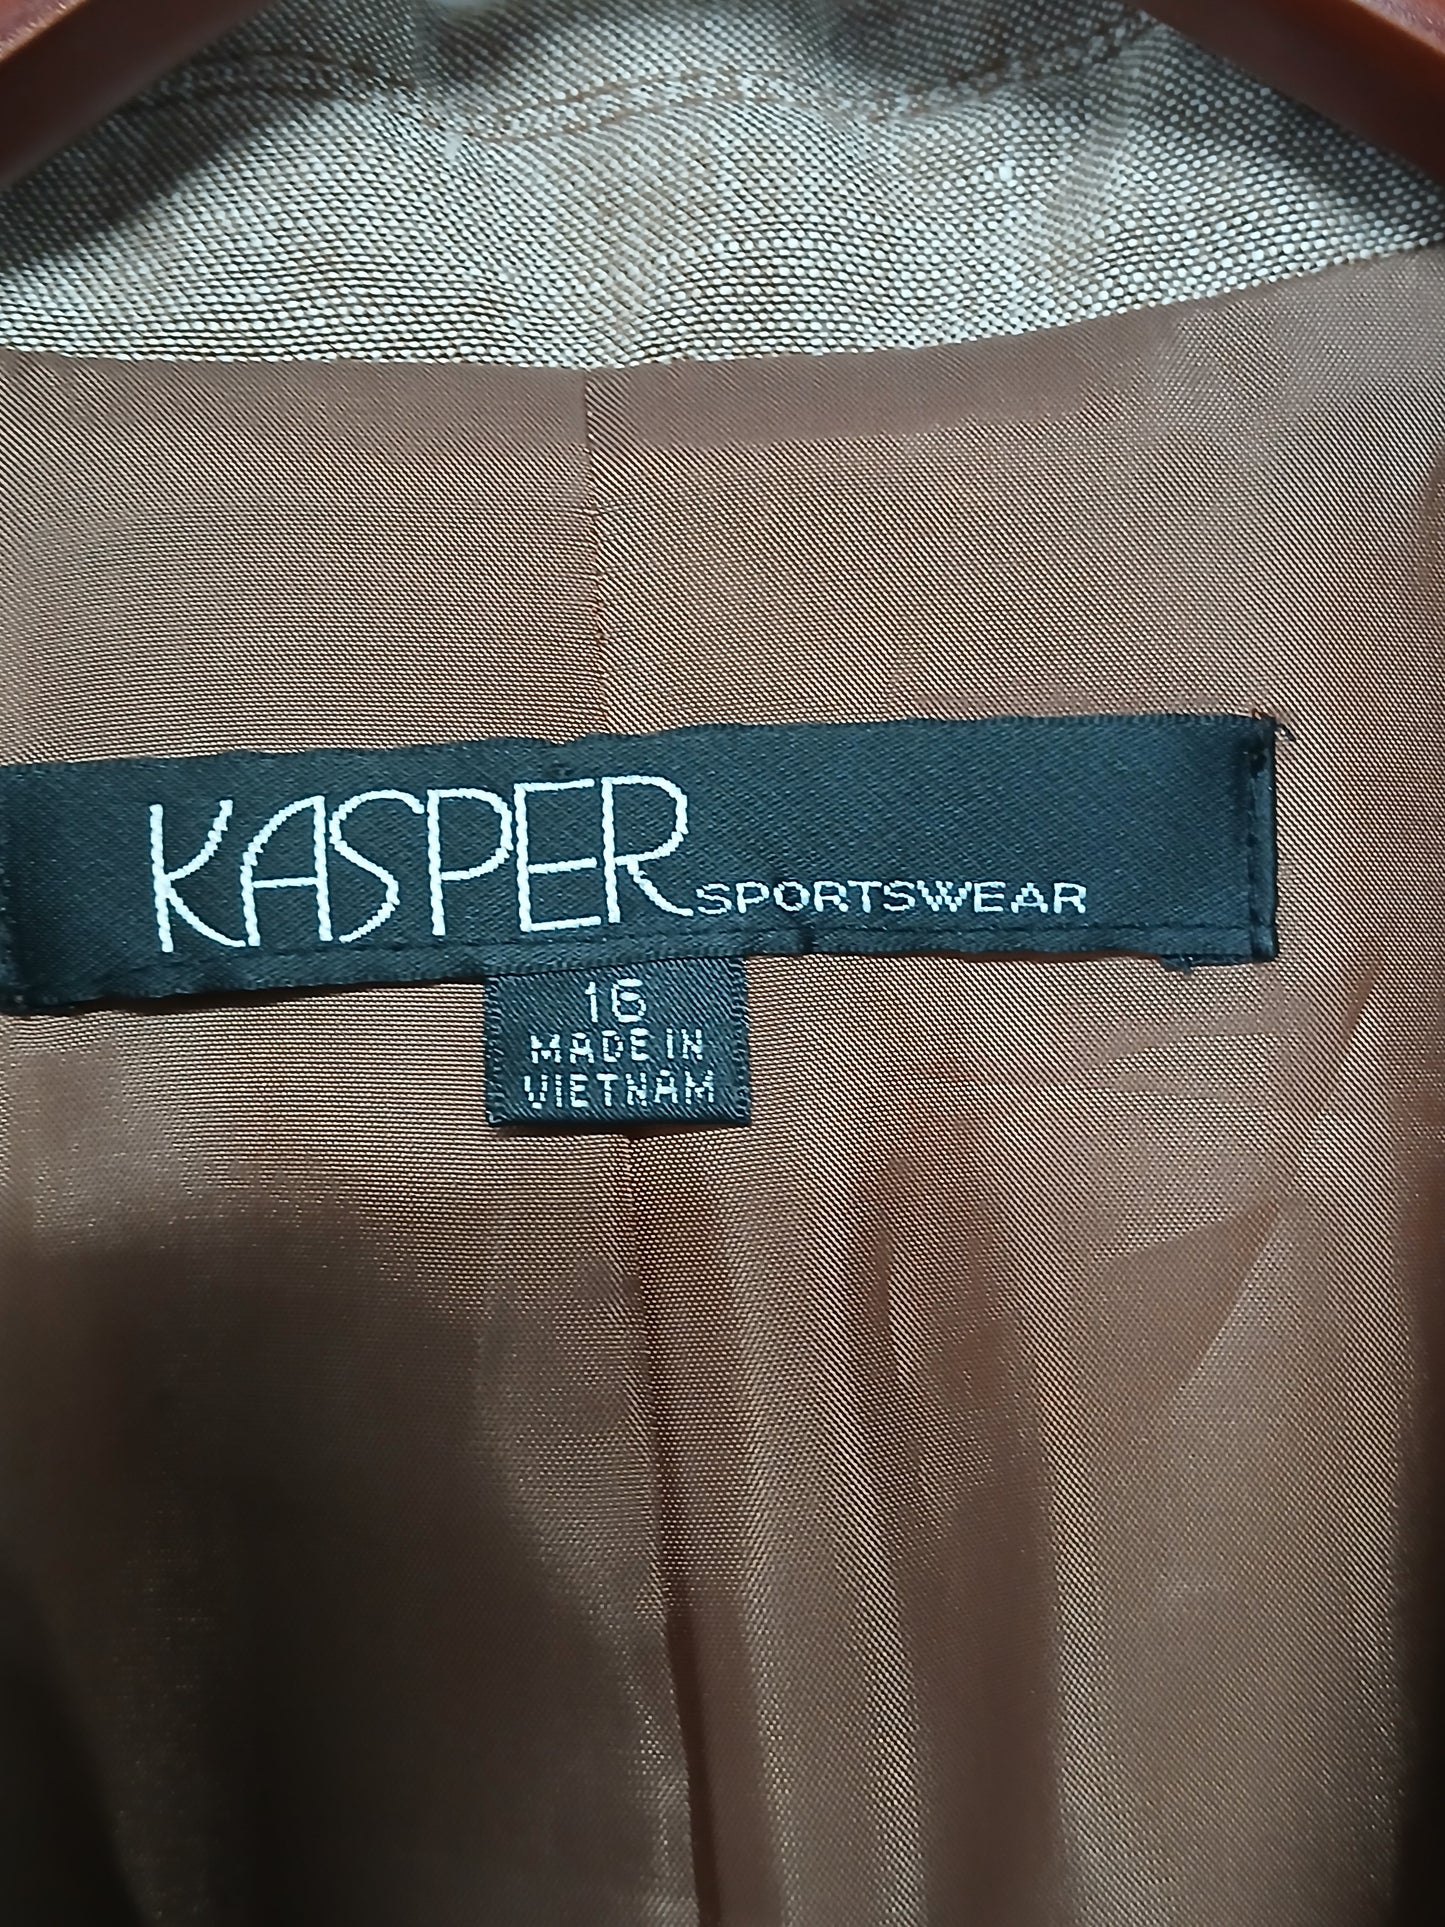 KASPER SPORTSWEAR
16
MADE IN
VIETNAM